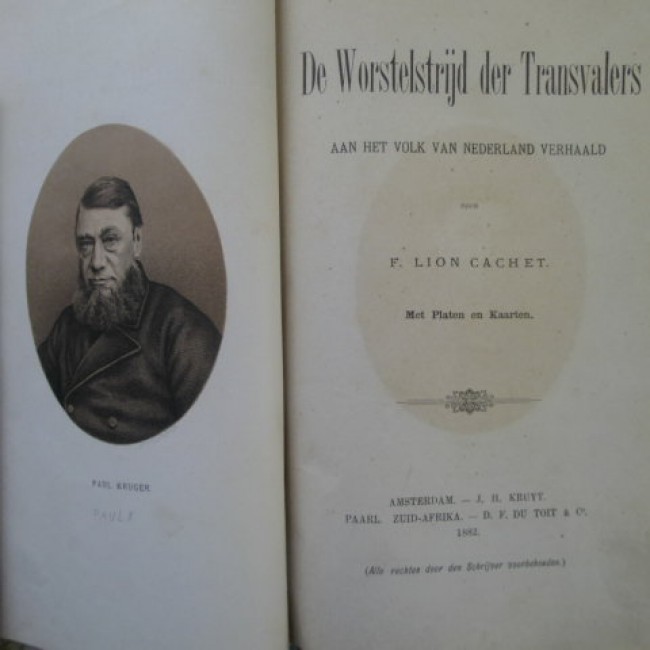 PAUL KRUGER
De Worstelstrijd der Transvalers
AAN HET VOLK VAN NEDERLAND VERHAALD
DOOR
F. LION CACHET.
Met Platen en Kaarten.
AMSTERDAM. — J. H. KRUYT.
PAARL. ZUID-AFRIKA. — D. F. DU TOIT & Co.
1882.
(Alle rechten door den Schrijver voorbehouden.)